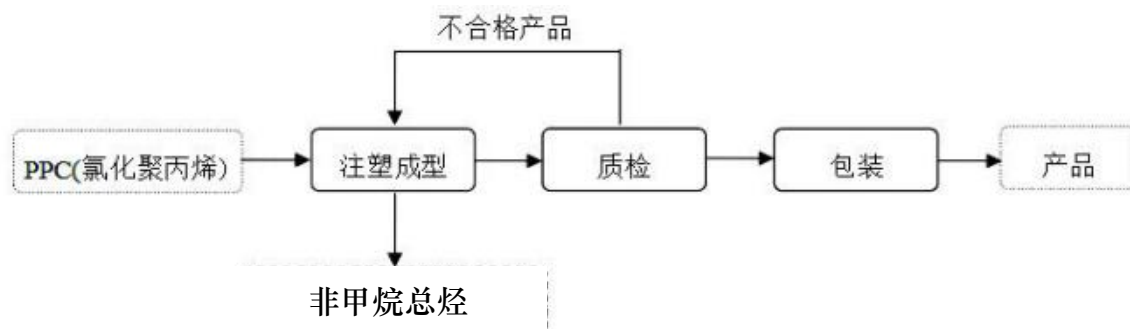 不合格产品
PPC(氯化聚丙烯)
注塑成型
质检
包装
产品
非甲烷总烃